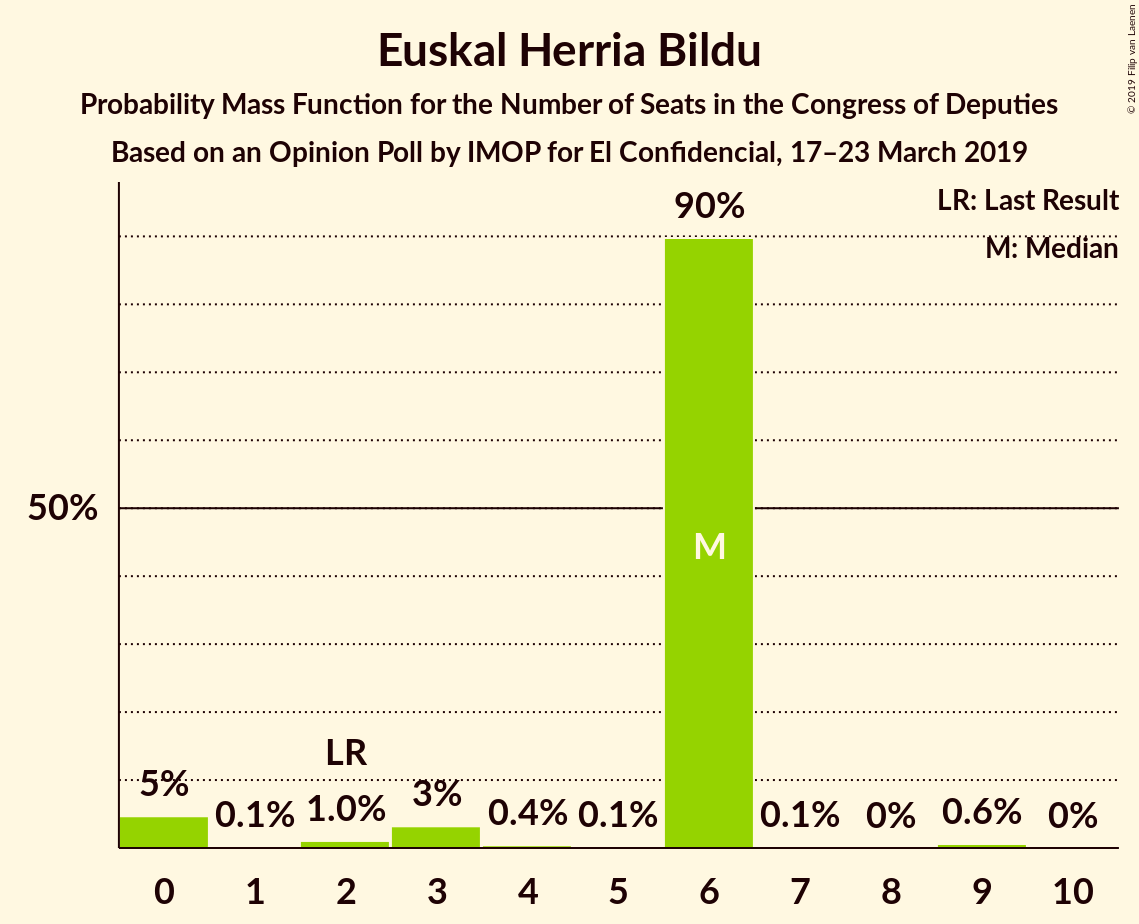 Euskal Herria Bildu
Probability Mass Function for the Number of Seats in the Congress of Deputies
Based on an Opinion Poll by IMOP for El Confidencial, 17–23 March 2019
© 2019 Filip van Laenen
LR: Last Result
M: Median
90%
50%
M
LR
5%
0.1%
1.0%
3%
0.4%
0.1%
0.1%
0%
0.6%
0%
0 1 2 3 4 5 6 7 8 9 10